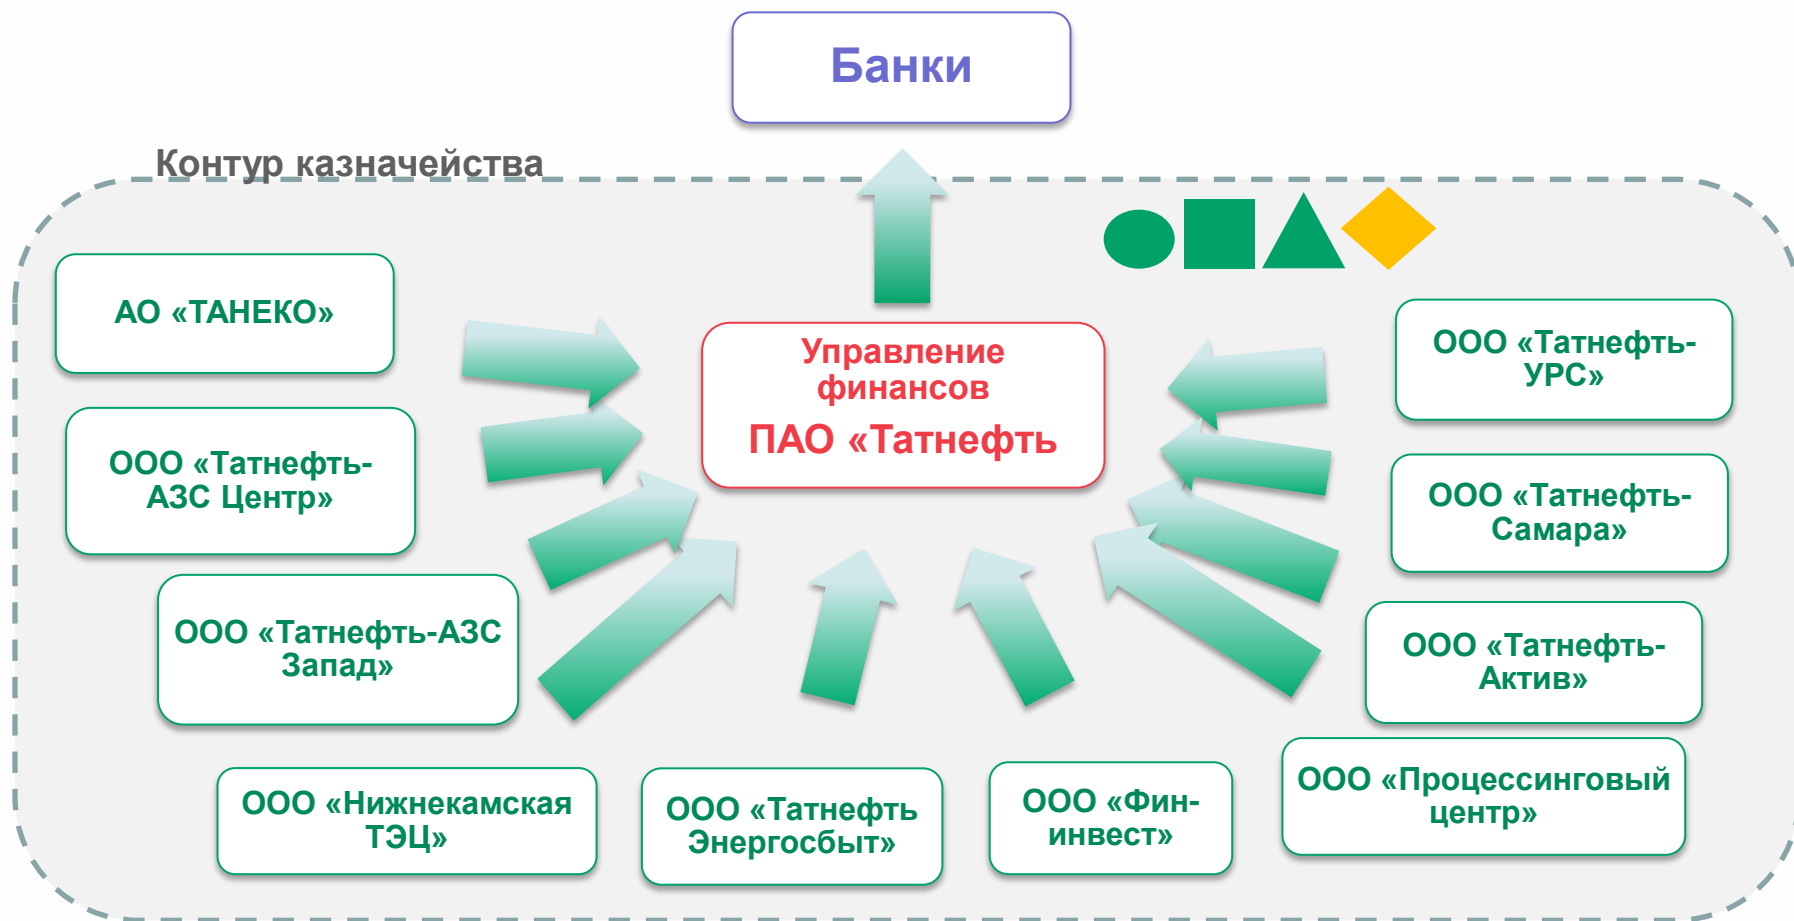 Банки
Контур казначейства
АО «ТАНЕКО»
ООО «Татнефть-
АЗС Центр»
ООО «Татнефть-АЗС
Запад»
ООО «Нижнекамская
ТЭЦ»
ООО «Татнефть
Энергосбыт»
ООО «Фин-
инвест»
ООО «Процессинговый
центр»
ООО «Татнефть-
Актив»
ООО «Татнефть-
Самара»
ООО «Татнефть-
УРС»
Управление
финансов
ПАО «Татнефть